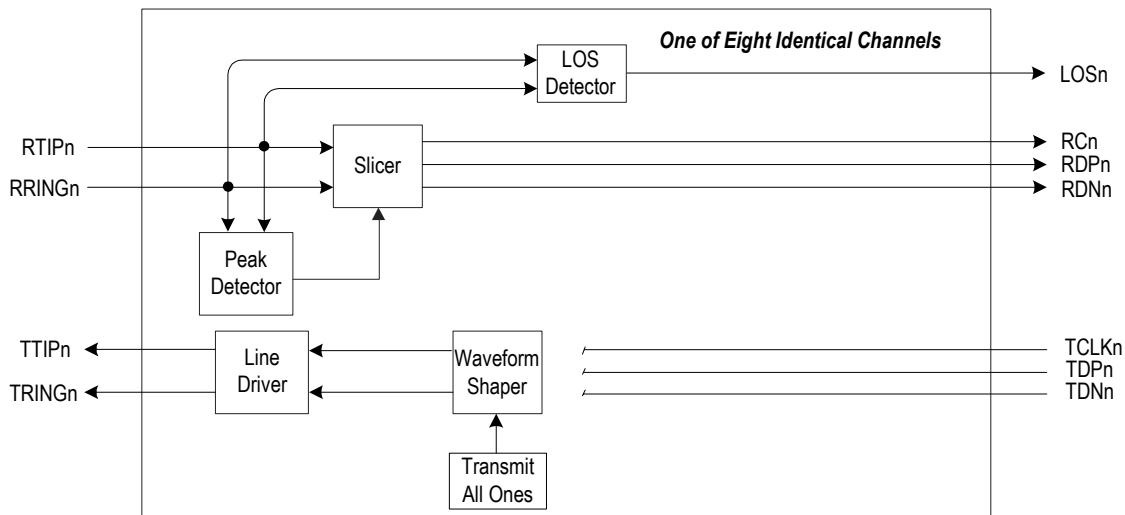 One of Eight Identical Channels
LOS
Detector
LOSn
RTIPn
RRINGn
Slicer
RCn
RDPn
RDNn
Peak
Detector
TTIPn
TRINGn
Line
Driver
Waveform
Shaper
TCLKn
TDPn
TDNn
Transmit
All Ones